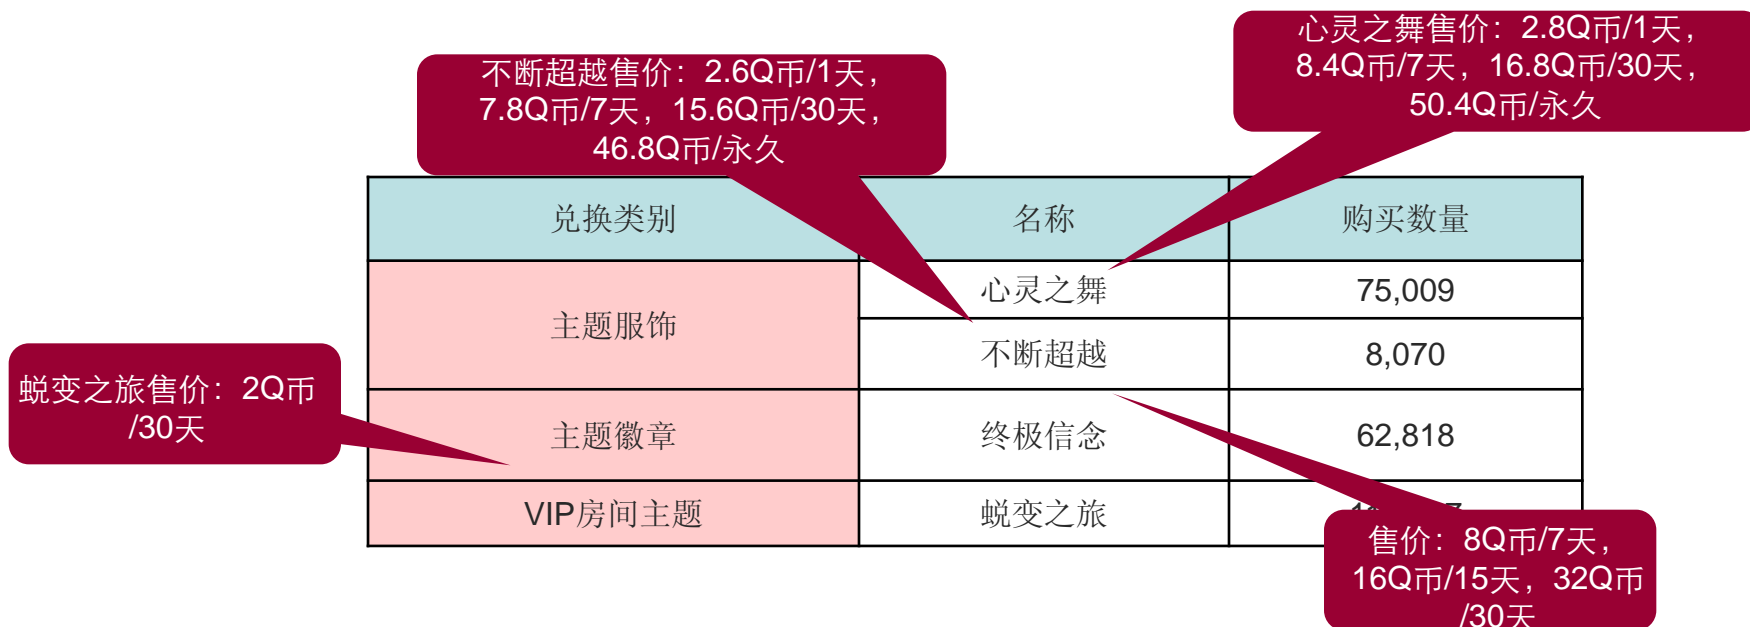 心灵之舞售价：2.8Q币/1天，
8.4Q币/7天，16.8Q币/30天，
50.4Q币/永久
不断超越售价：2.6Q币/1天，
7.8Q币/7天，15.6Q币/30天，
46.8Q币/永久
兑换类别 名称 购买数量
主题服饰
心灵之舞 75,009
不断超越 8,070
蜕变之旅售价：2Q币
/30天
主题徽章 终极信念 62,818
VIP房间主题 蜕变之旅
售价：8Q币/7天，
16Q币/15天，32Q币
/30天